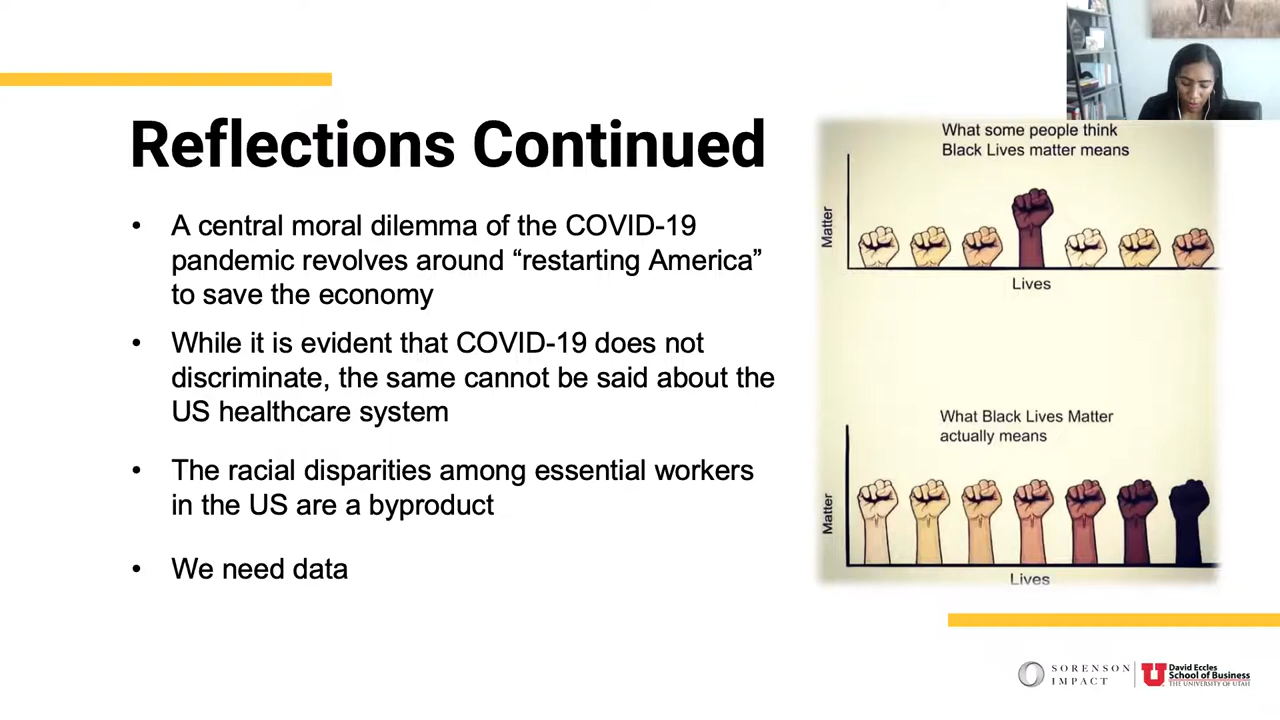 Reflections Continued
• A central moral dilemma of the COVID-19
pandemic revolves around “restarting America”
to save the economy
• While it is evident that COVID-19 does not
discriminate, the same cannot be said about the
US healthcare system
• The racial disparities among essential workers
in the US are a byproduct
• We need data
What some people think
Black Lives matter means
Matter
Lives
What Black Lives Matter
actually means
Matter
Lives
SORENSON
IMPACT
U
David Eccles
School of Business
THE UNIVERSITY OF UTAH